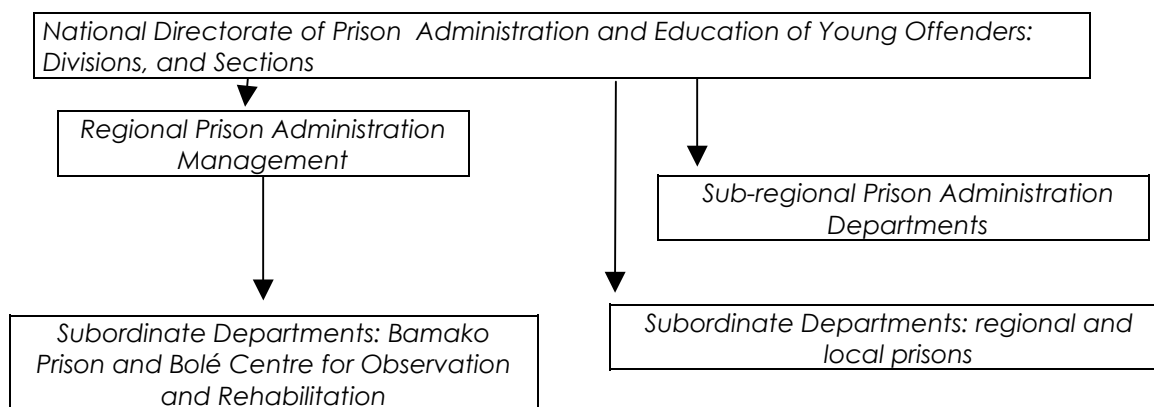 National Directorate of Prison Administration and Education of Young Offenders:
Divisions, and Sections
Regional Prison Administration
Management
Sub-regional Prison Administration
Departments
Subordinate Departments: Bamako
Prison and Bolé Centre for Observation
and Rehabilitation
Subordinate Departments: regional and
local prisons